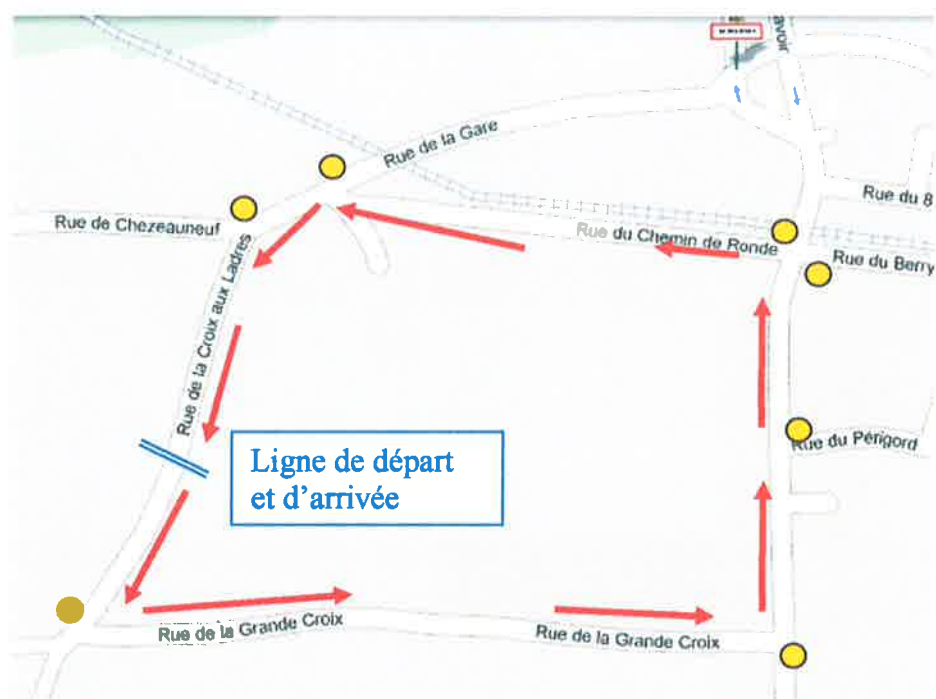 avoir
Rue de la Gare
Rue du 8
Rue de Chezeauneuf
Rue du Chemin de Ronde
Rue du Berry
Rue de la Croix aux Ladres
Rue du Périgord
Ligne de départ
et d'arrivée
Rue de la Grande Croix
Rue de la Grande Croix